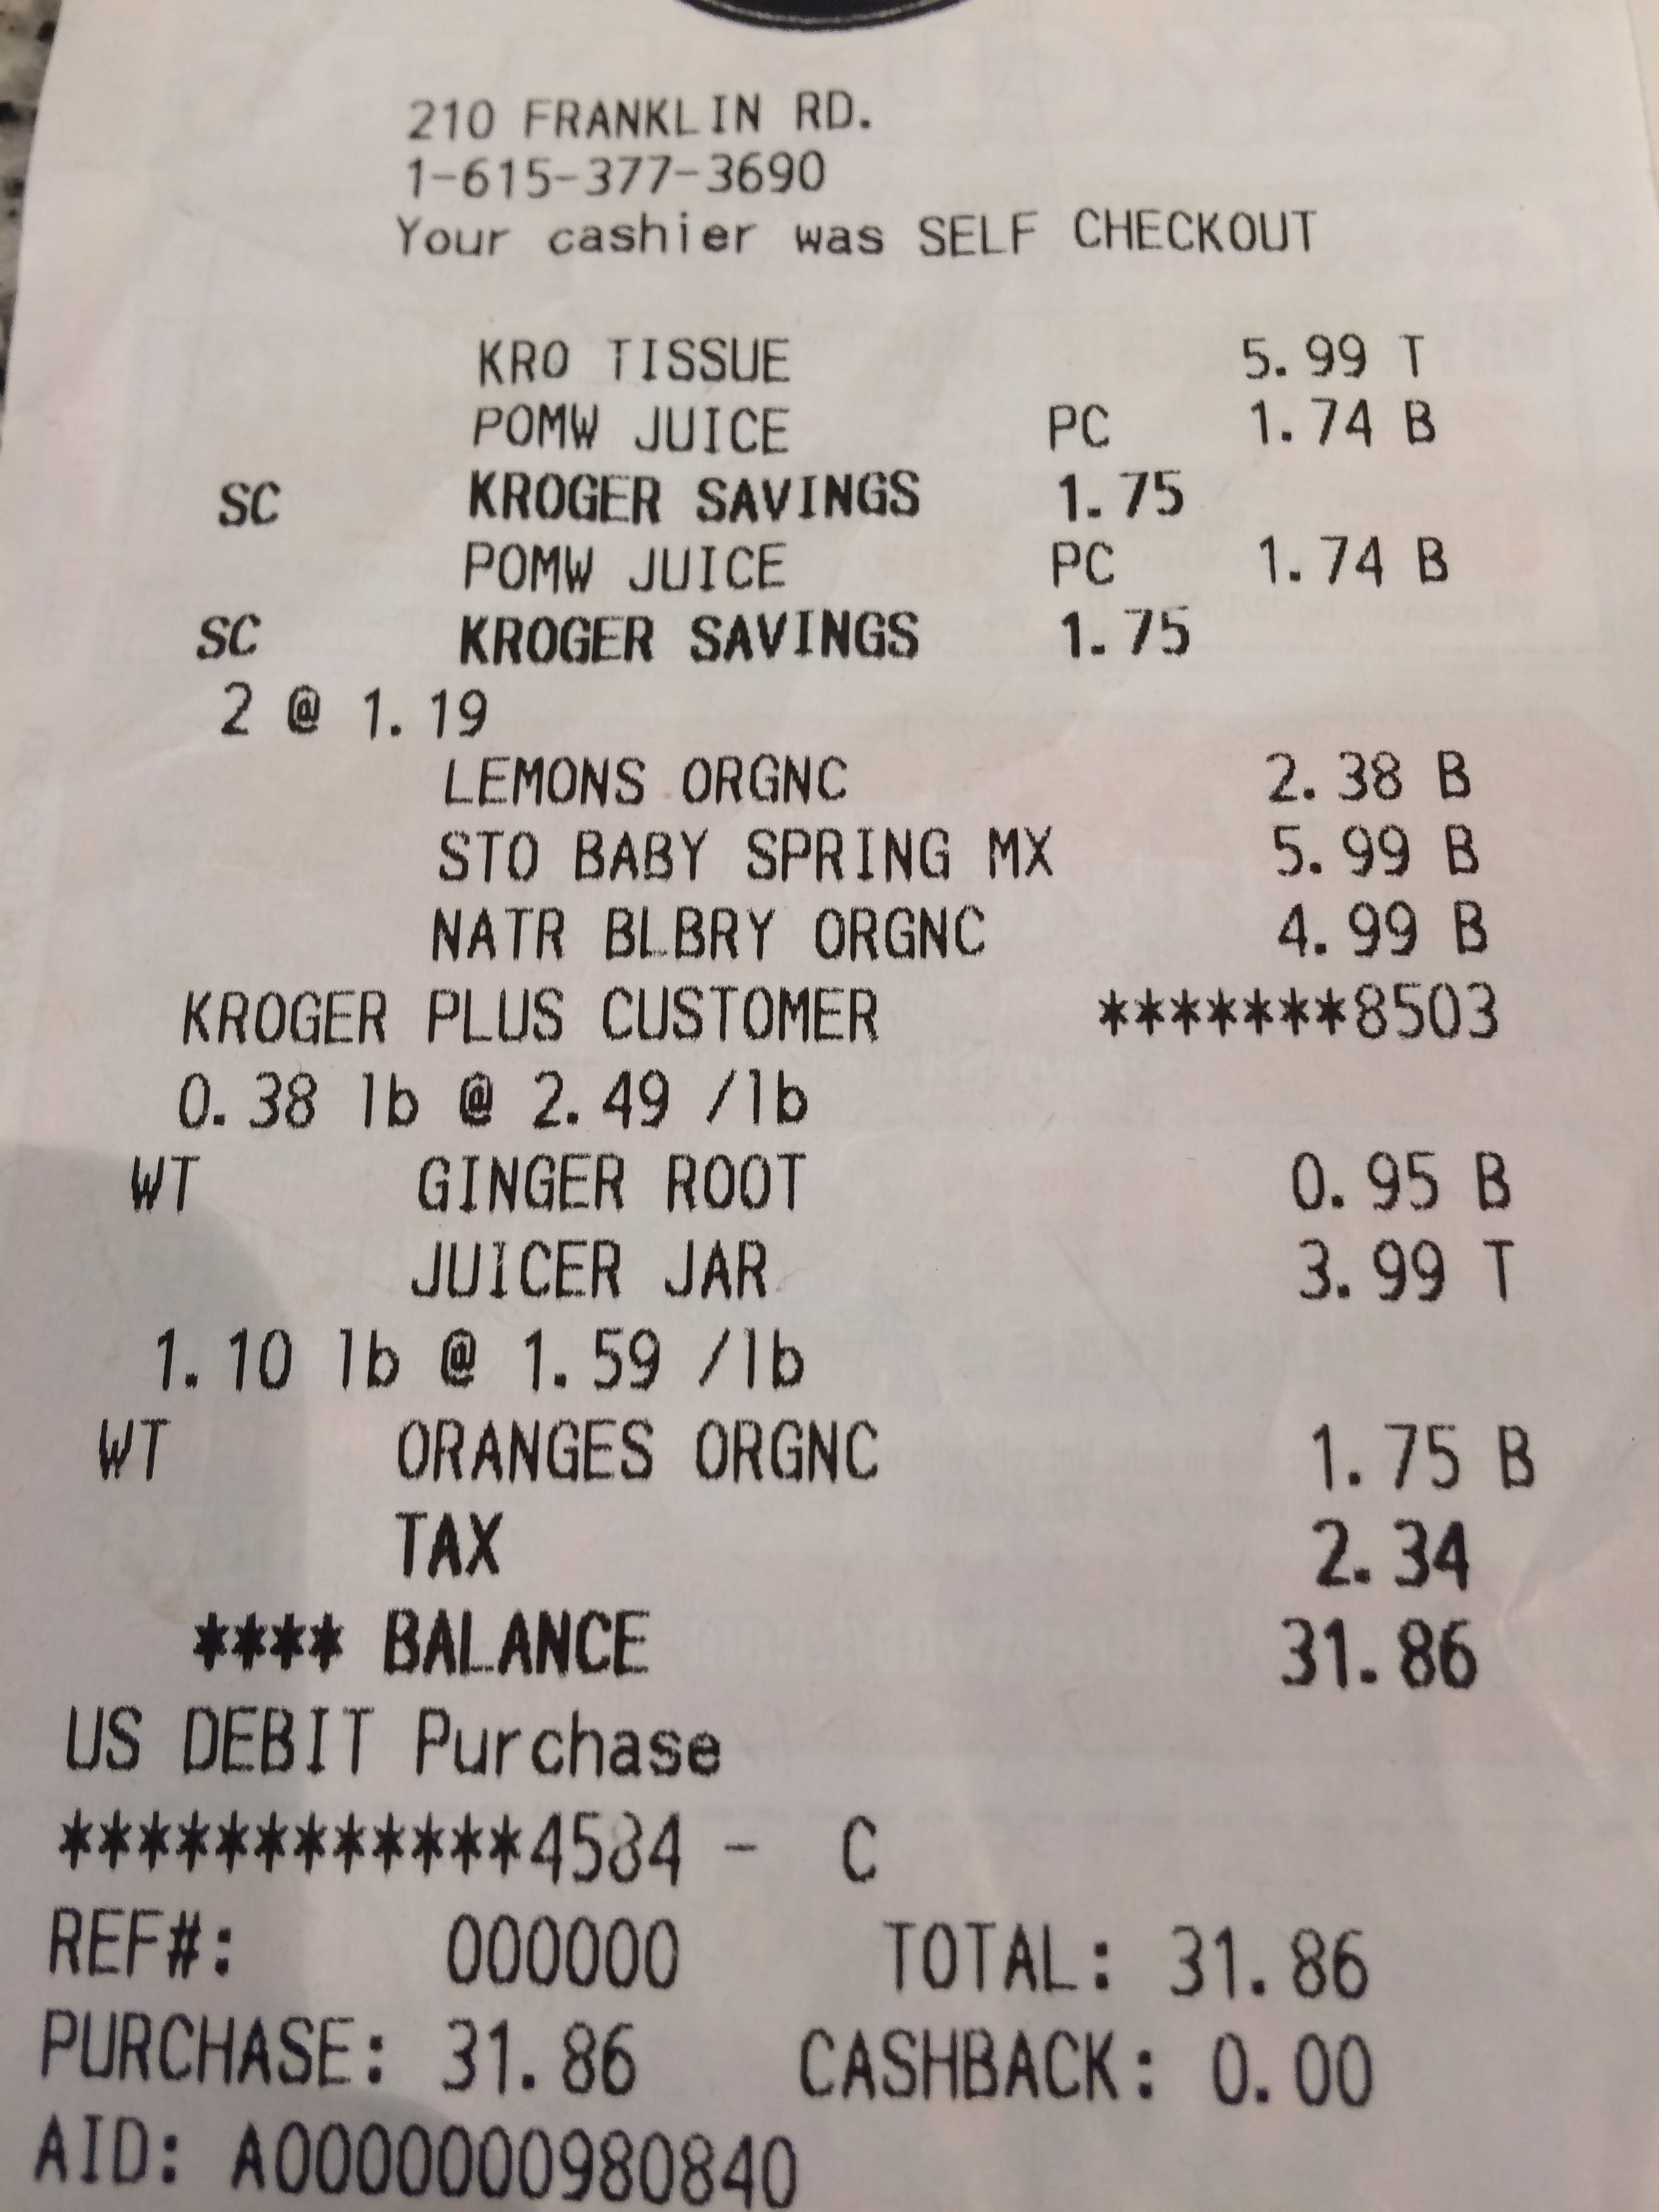 210 FRANKLIN RD.
1-615-377-3690
Your cashier was SELF CHECKOUT
KRO TISSUE 5.99 T
POMW JUICE PC 1.74 B
SC KROGER SAVINGS 1.75
POMW JUICE PC 1.74 B
SC KROGER SAVINGS 1.75
2 @ 1.19
LEMONS ORGNC 2.38 B
STO BABY SPRING MX 5.99 B
NATR BLBRY ORGNC 4.99 B
KROGER PLUS CUSTOMER *******8503
0.38 lb @ 2.49 /lb
WT GINGER ROOT 0.95 B
JUICER JAR 3.99 T
1.10 lb @ 1.59 /lb
WT ORANGES ORGNC 1.75 B
TAX 2.34
**** BALANCE 31.86
US DEBIT Purchase
************4584 - C
REF#: 000000 TOTAL: 31.86
PURCHASE: 31.86 CASHBACK: 0.00
AID: A0000000980840